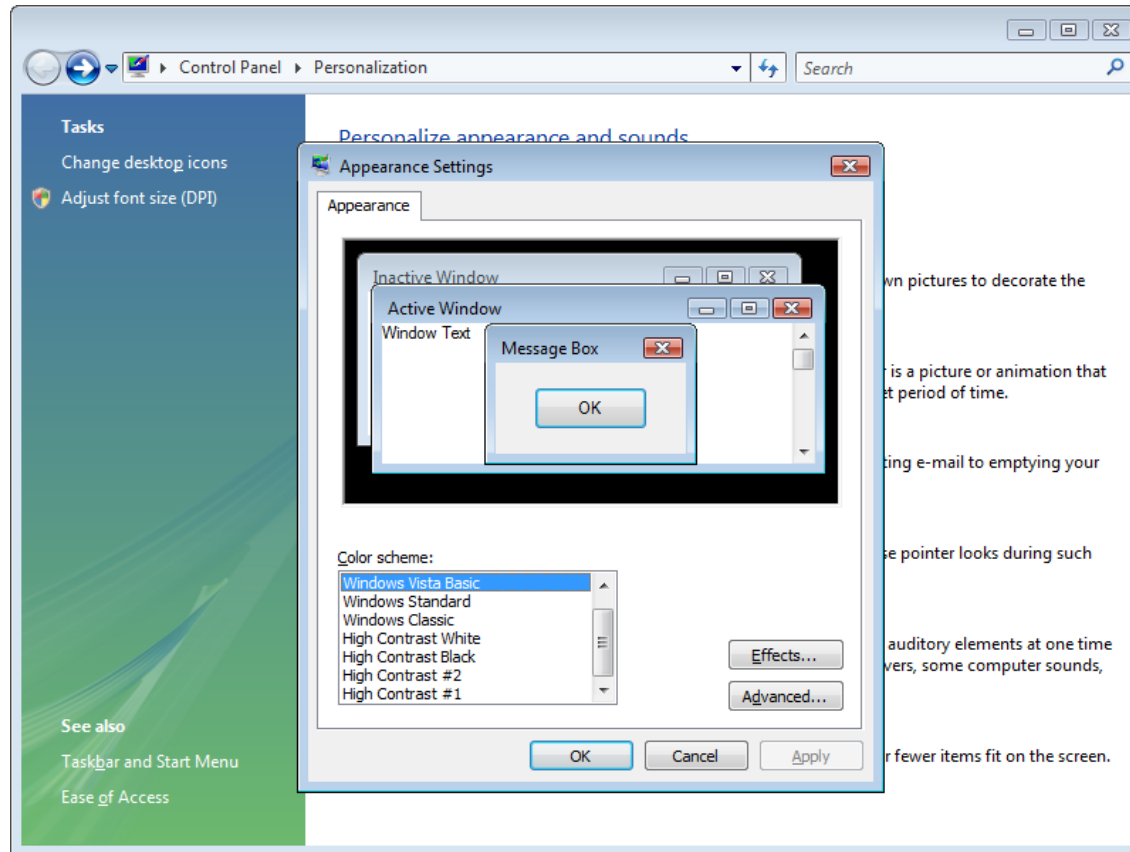 Control Panel Personalization Search
Tasks
Change desktop icons
Adjust font size (DPI)
See also
Taskbar and Start Menu
Ease of Access
Personalize appearance and sounds
Appearance Settings
Appearance
Inactive Window
Active Window
Window Text
Message Box
OK
Color scheme:
Windows Vista Basic
Windows Standard
Windows Classic
High Contrast White
High Contrast Black
High Contrast #2
High Contrast #1
Effects...
Advanced...
OK Cancel Apply
pictures to decorate the
is a picture or animation that
period of time.
e-mail to emptying your
pointer looks during such
auditory elements at one time
some computer sounds,
fewer items fit on the screen.